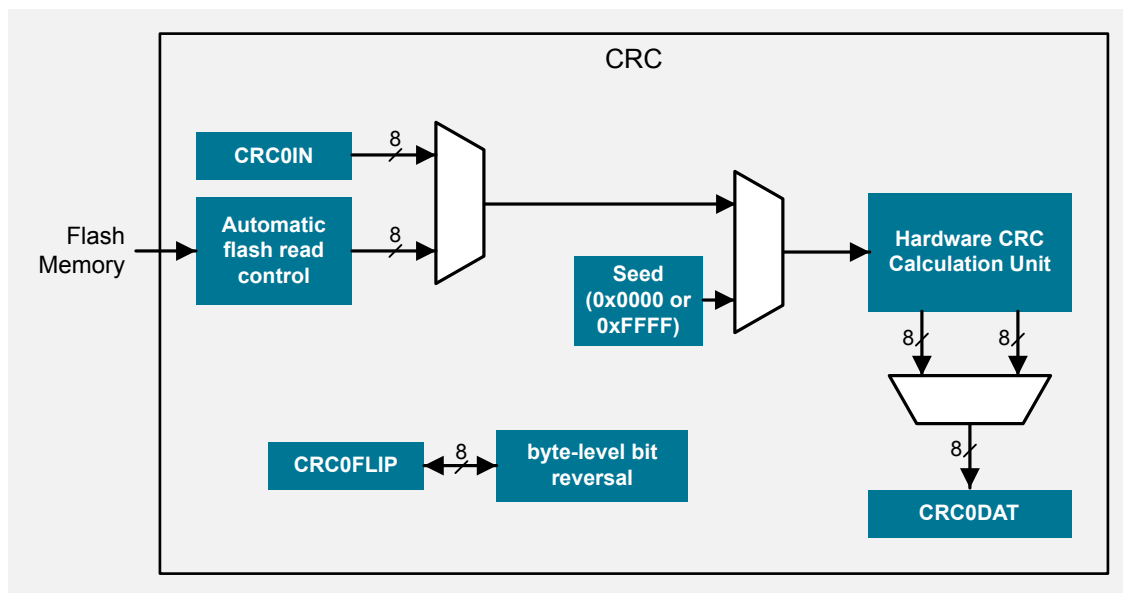 CRC
CRC0IN
8
Automatic
flash read
control
8
Flash
Memory
Seed
(0x0000 or
0xFFFF)
Hardware CRC
Calculation Unit
8
8
CRC0FLIP
8
byte-level bit
reversal
8
CRC0DAT